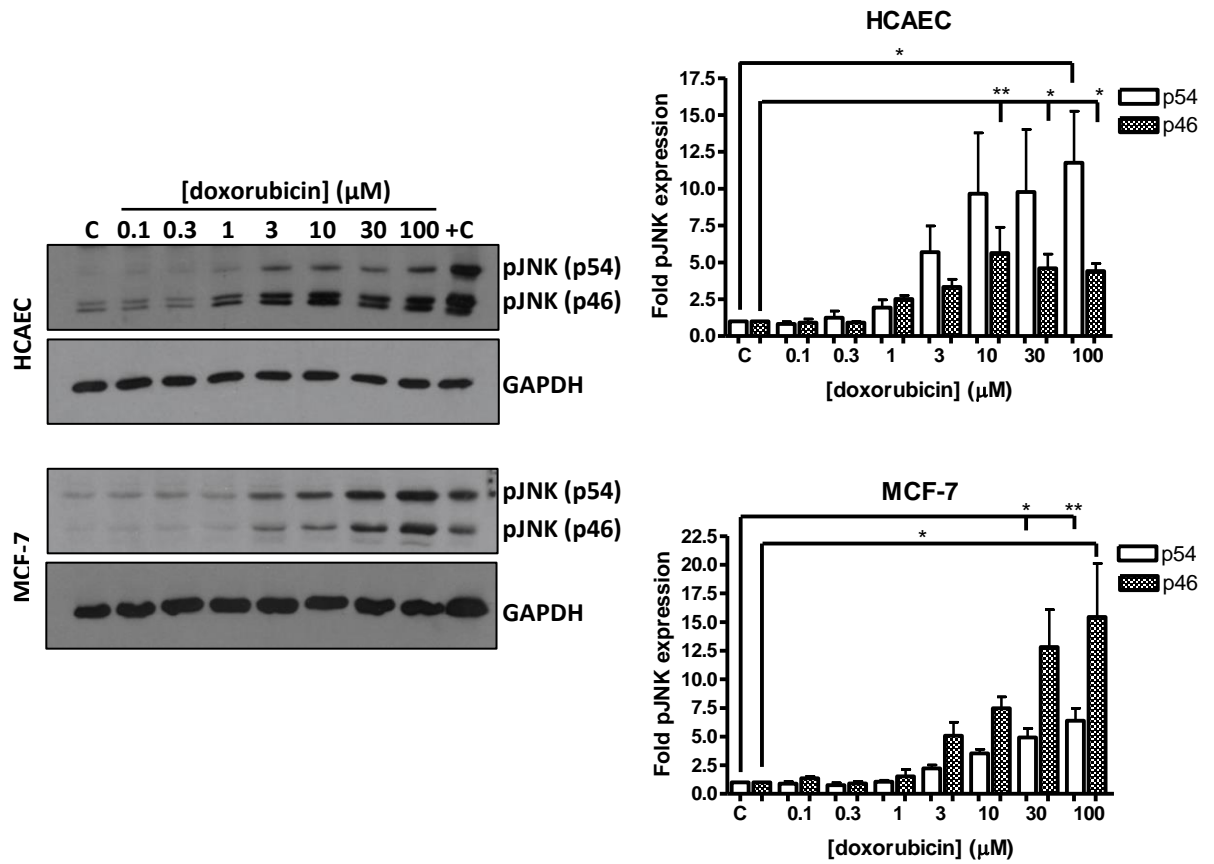 [doxorubicin] (µM)
C 0.1 0.3 1 3 10 30 100 +C
HCAEC
pJNK (p54)
pJNK (p46)
GAPDH
MCF-7
pJNK (p54)
pJNK (p46)
GAPDH
HCAEC
*
** * *
Fold pJNK expression
17.5
15.0
12.5
10.0
7.5
5.0
2.5
0.0
C 0.1 0.3 1 3 10 30 100
[doxorubicin] (µM)
p54
p46
MCF-7
* **
*
Fold pJNK expression
22.5
20.0
17.5
15.0
12.5
10.0
7.5
5.0
2.5
0.0
C 0.1 0.3 1 3 10 30 100
[doxorubicin] (µM)
p54
p46